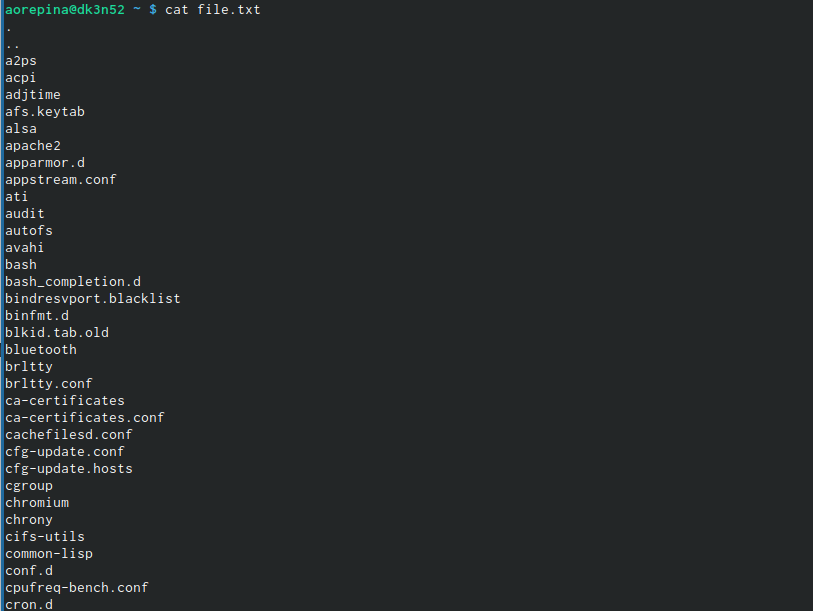 aorepina@dk3n52 ~ $ cat file.txt
.
..
a2ps
acpi
adjtime
afs.keytab
alsa
apache2
apparmor.d
appstream.conf
ati
audit
autofs
avahi
bash
bash_completion.d
bindresvport.blacklist
binfmt.d
blkid.tab.old
bluetooth
brltty
brltty.conf
ca-certificates
ca-certificates.conf
cachefilesd.conf
cfg-update.conf
cfg-update.hosts
cgroup
chromium
chrony
cifs-utils
common-lisp
conf.d
cpufreq-bench.conf
cron.d